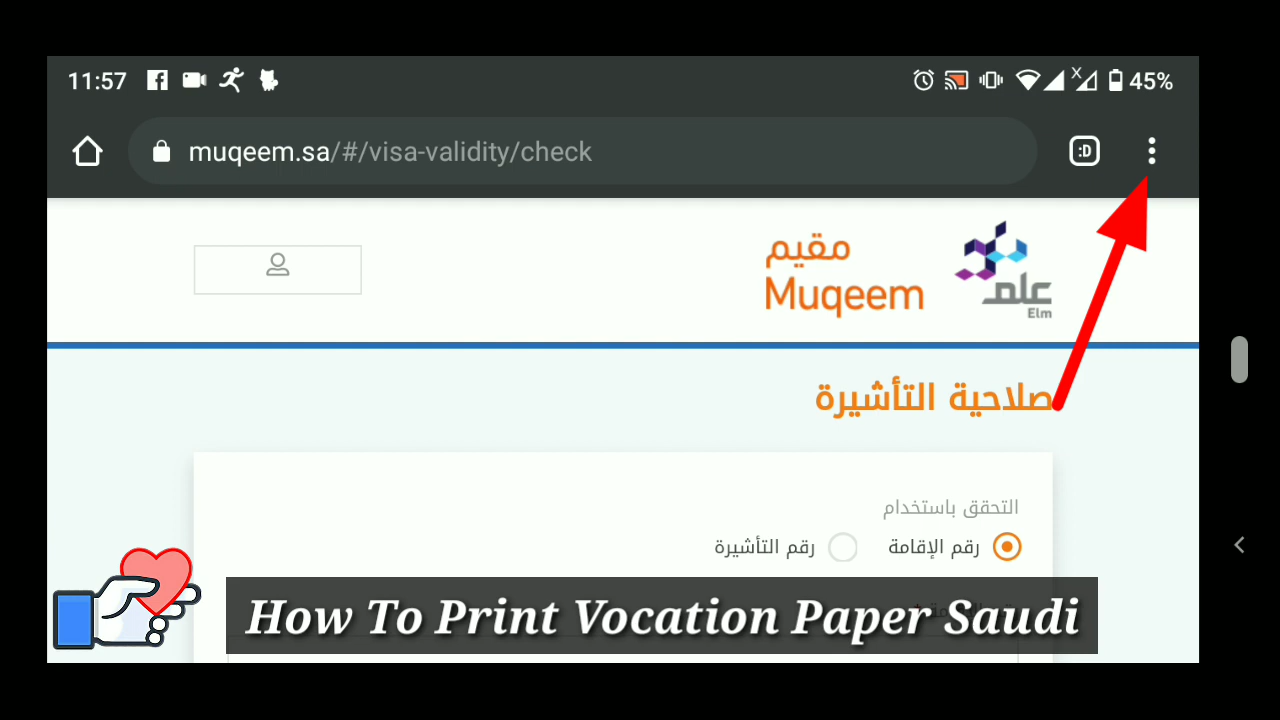 11:57
45%
muqeem.sa/#/visa-validity/check
:D
مقيم
Muqeem
علم
Elm
صلاحية التأشيرة
التحقق باستخدام
رقم الإقامة
رقم التأشيرة
How To Print Vocation Paper Saudi